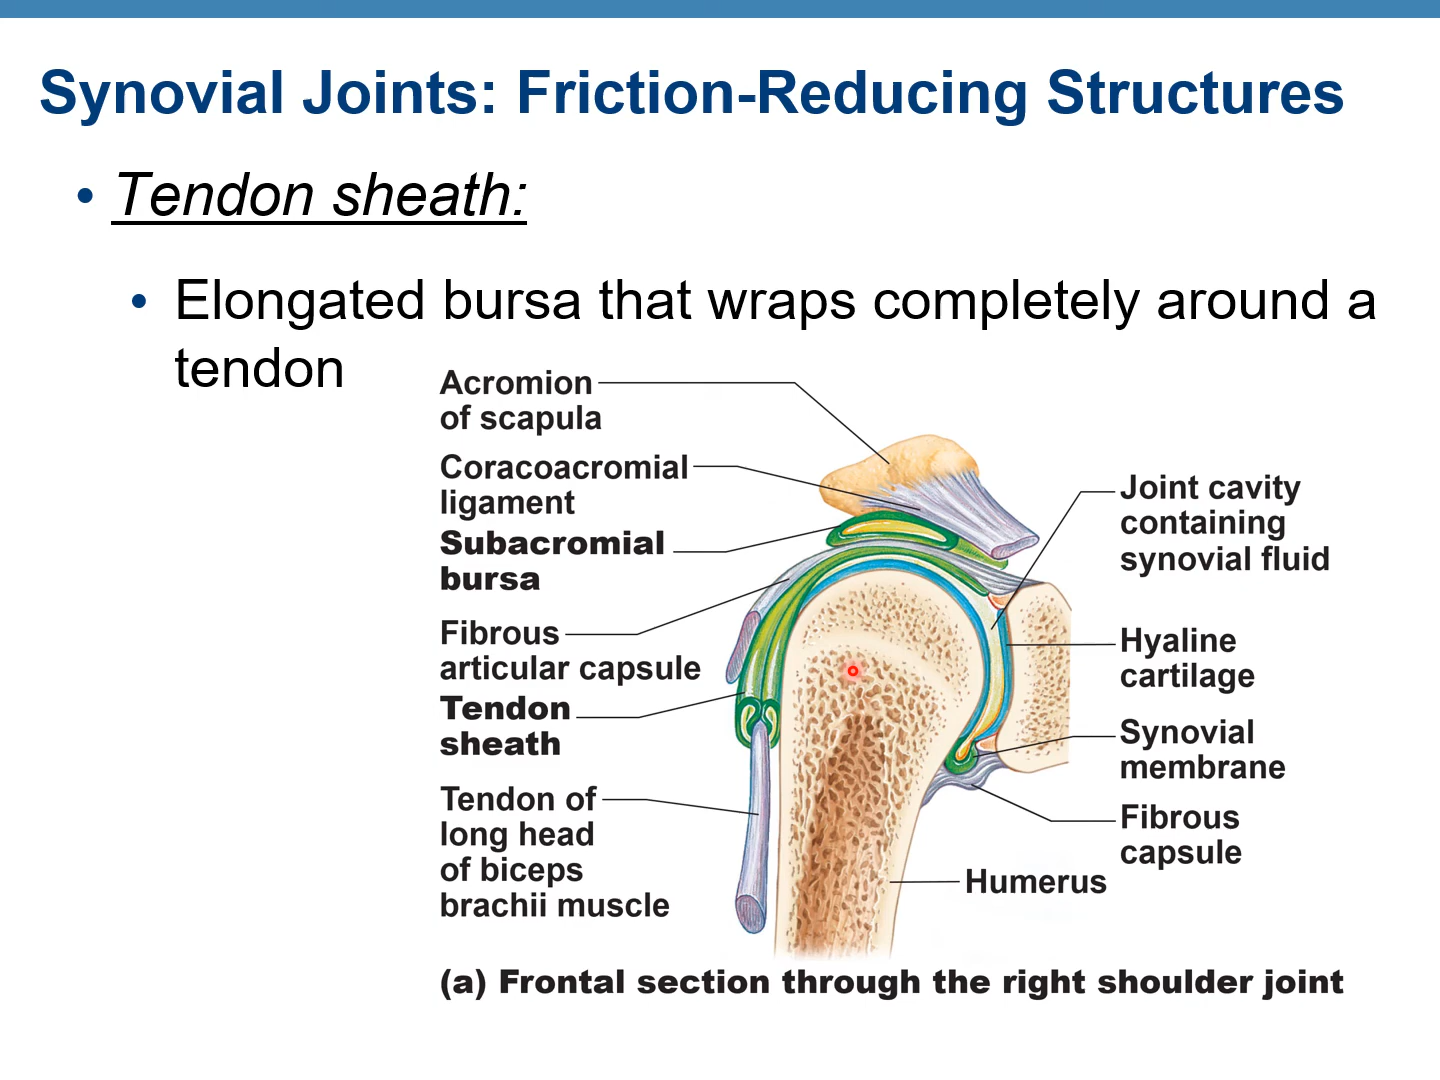 Synovial Joints: Friction-Reducing Structures
• Tendon sheath:
• Elongated bursa that wraps completely around a
tendon
Acromion
of scapula
Coracoacromial
ligament
Subacromial
bursa
Fibrous
articular capsule
Tendon
sheath
Tendon of
long head
of biceps
brachii muscle
Joint cavity
containing
synovial fluid
Hyaline
cartilage
Synovial
membrane
Fibrous
capsule
Humerus
(a) Frontal section through the right shoulder joint